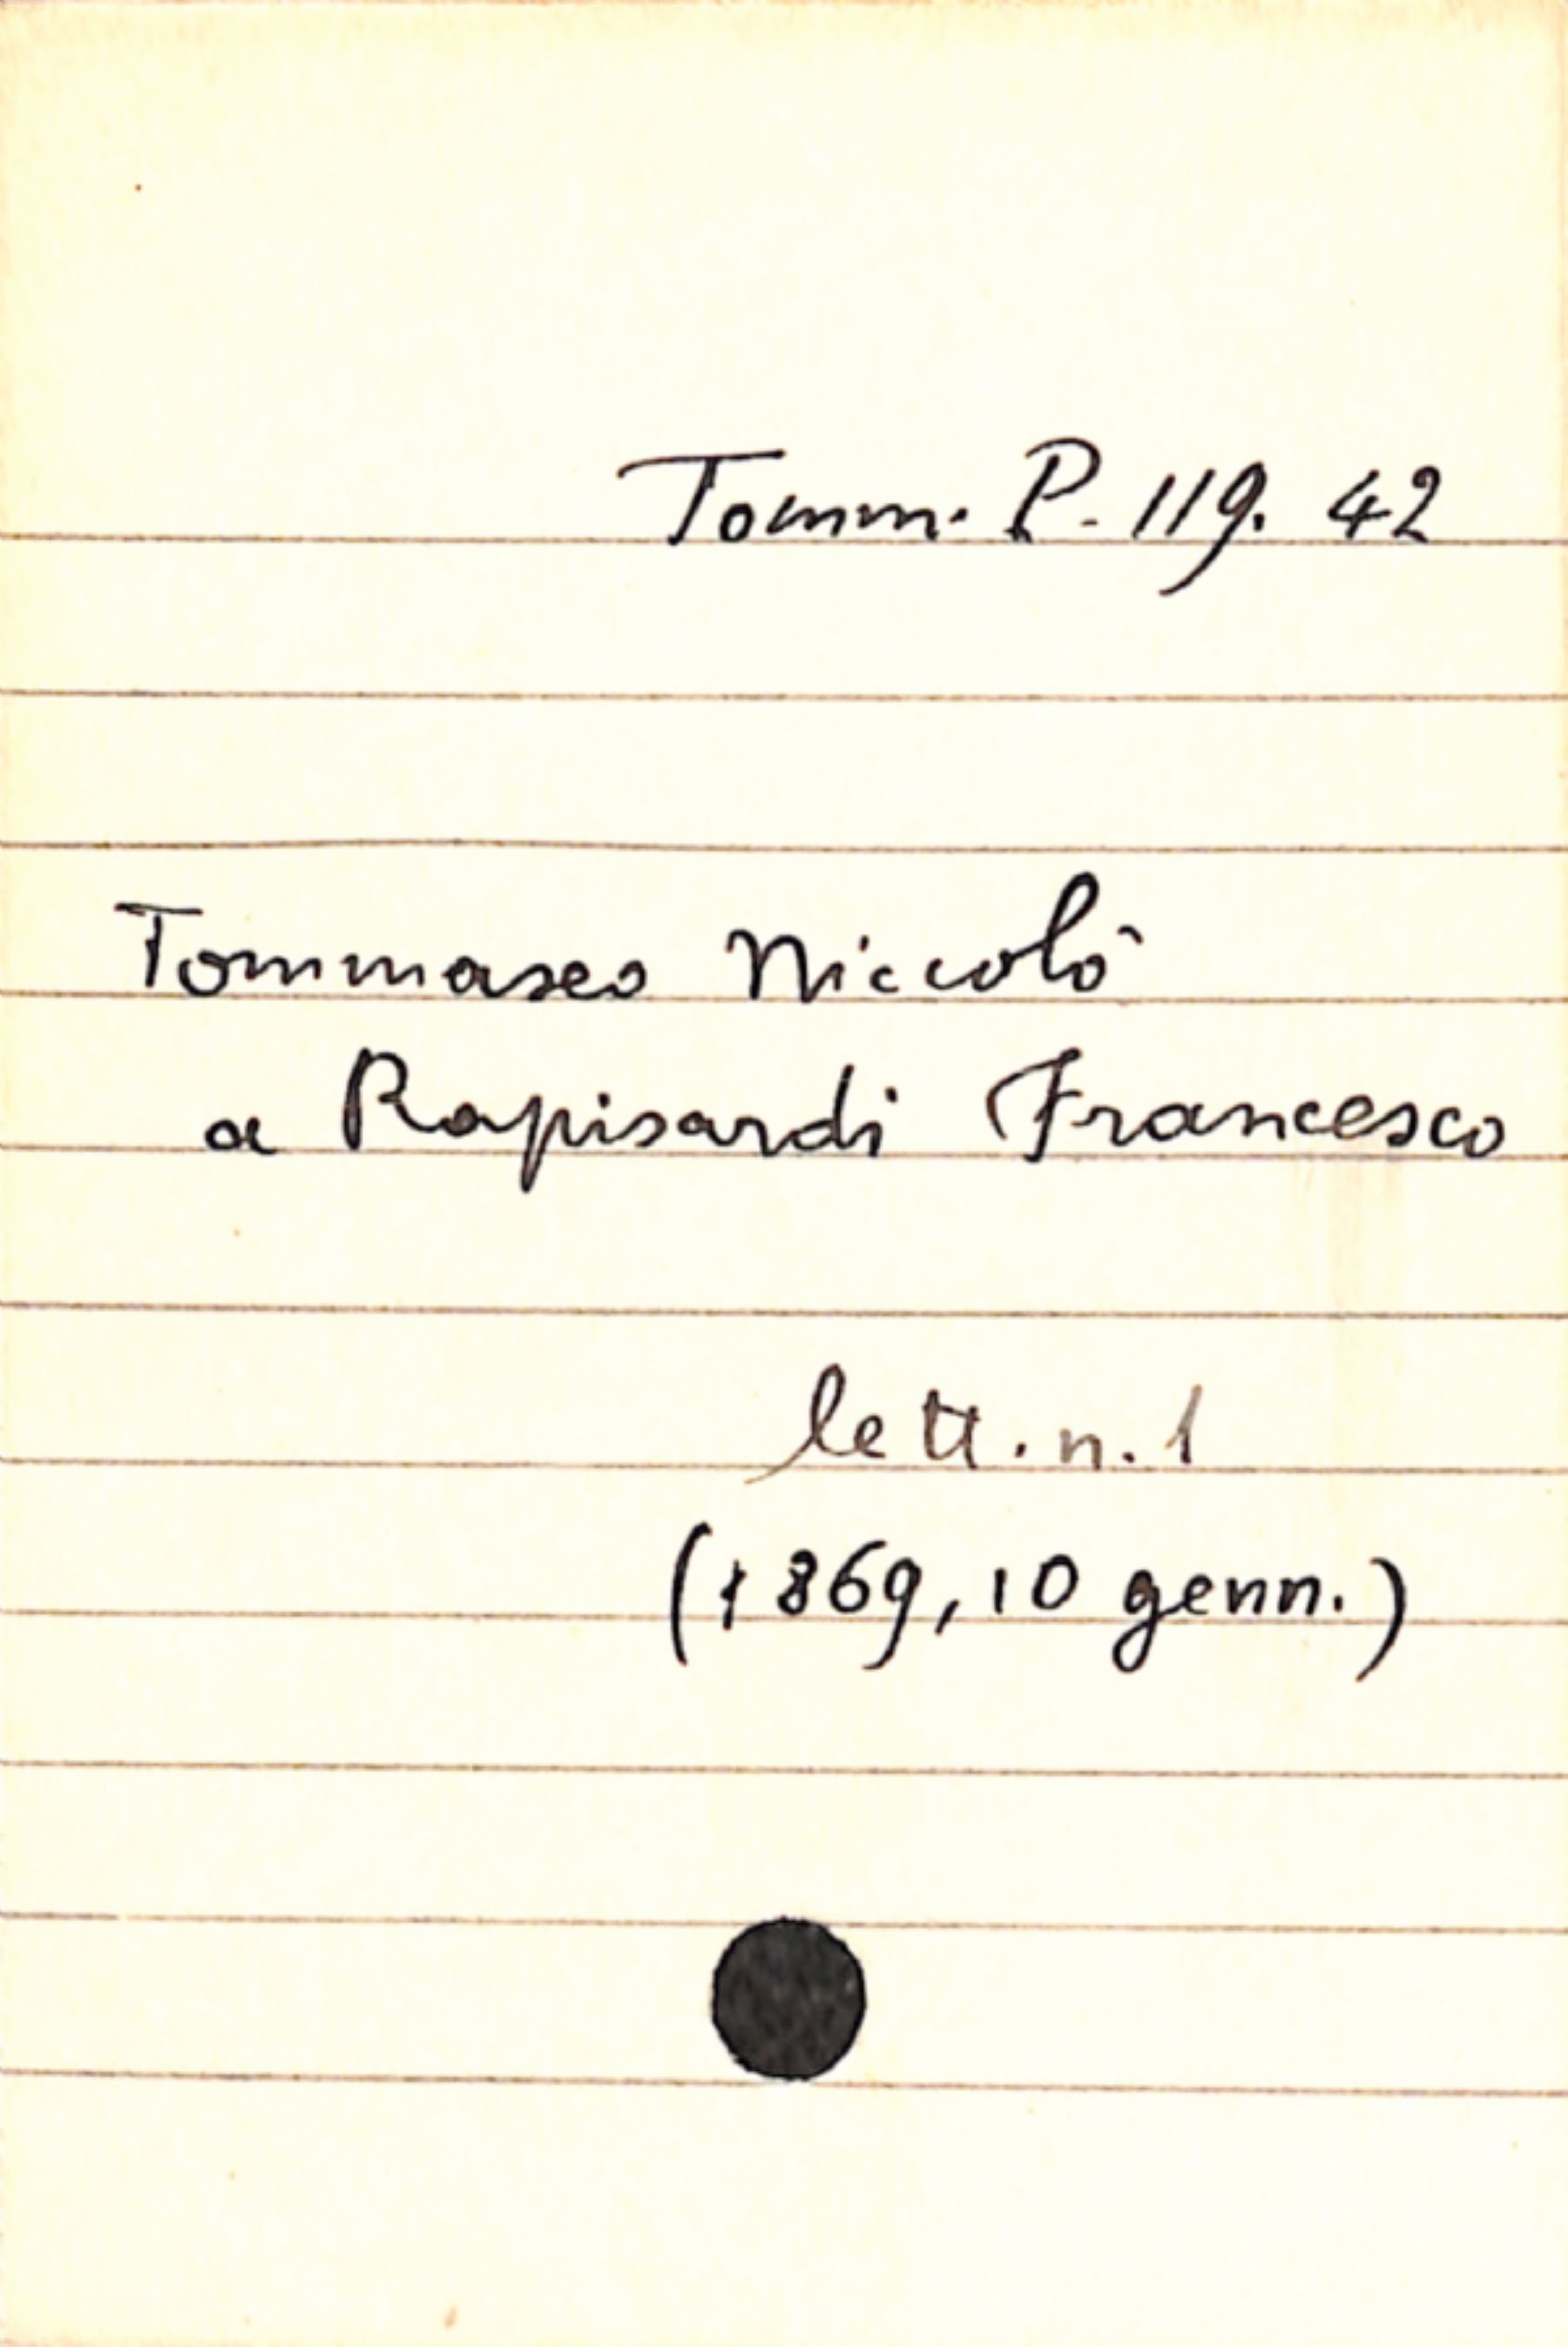 Tomm. P. 119. 42
Tommaseo Niccolò
a Rapisardi Francesco
lett. n. 1
(1869, 10 genn.)